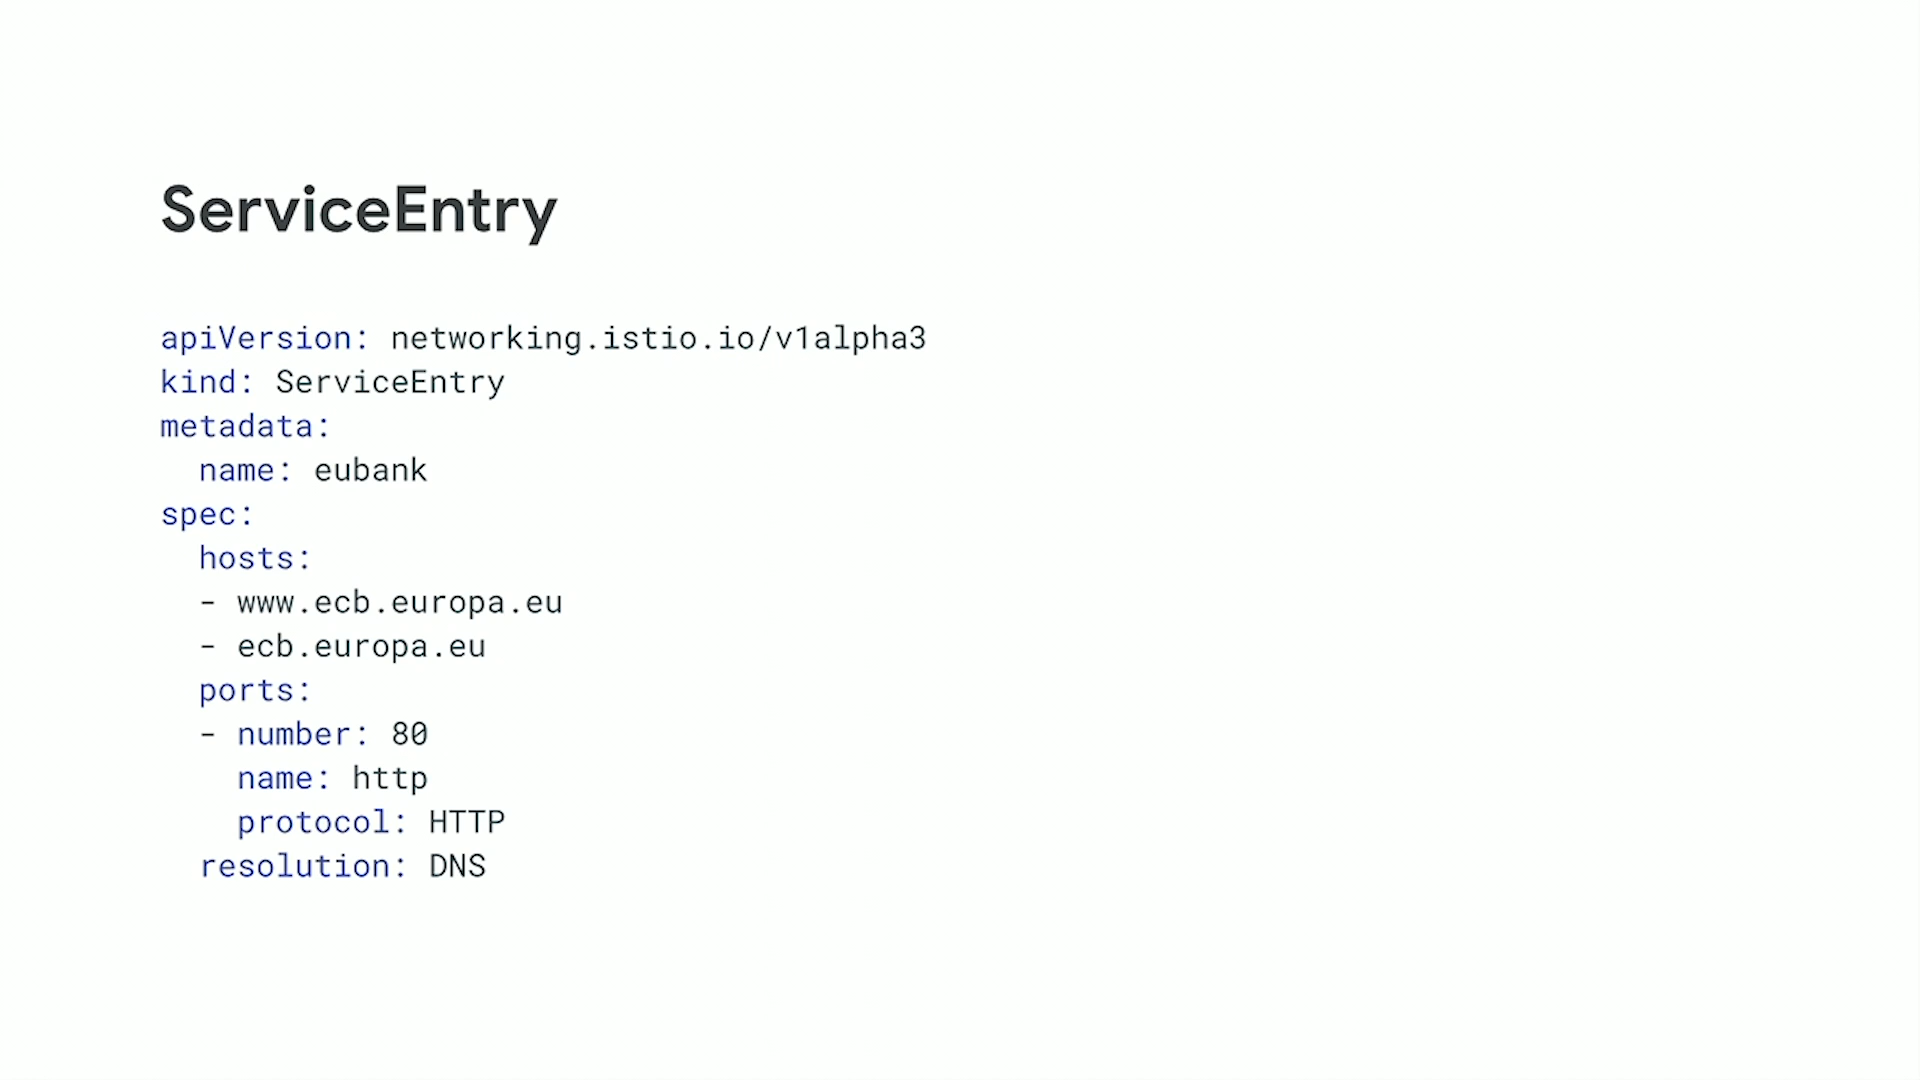 ServiceEntry
apiVersion: networking.istio.io/v1alpha3
kind: ServiceEntry
metadata:
  name: eubank
spec:
  hosts:
  - www.ecb.europa.eu
  - ecb.europa.eu
  ports:
  - number: 80
    name: http
    protocol: HTTP
  resolution: DNS